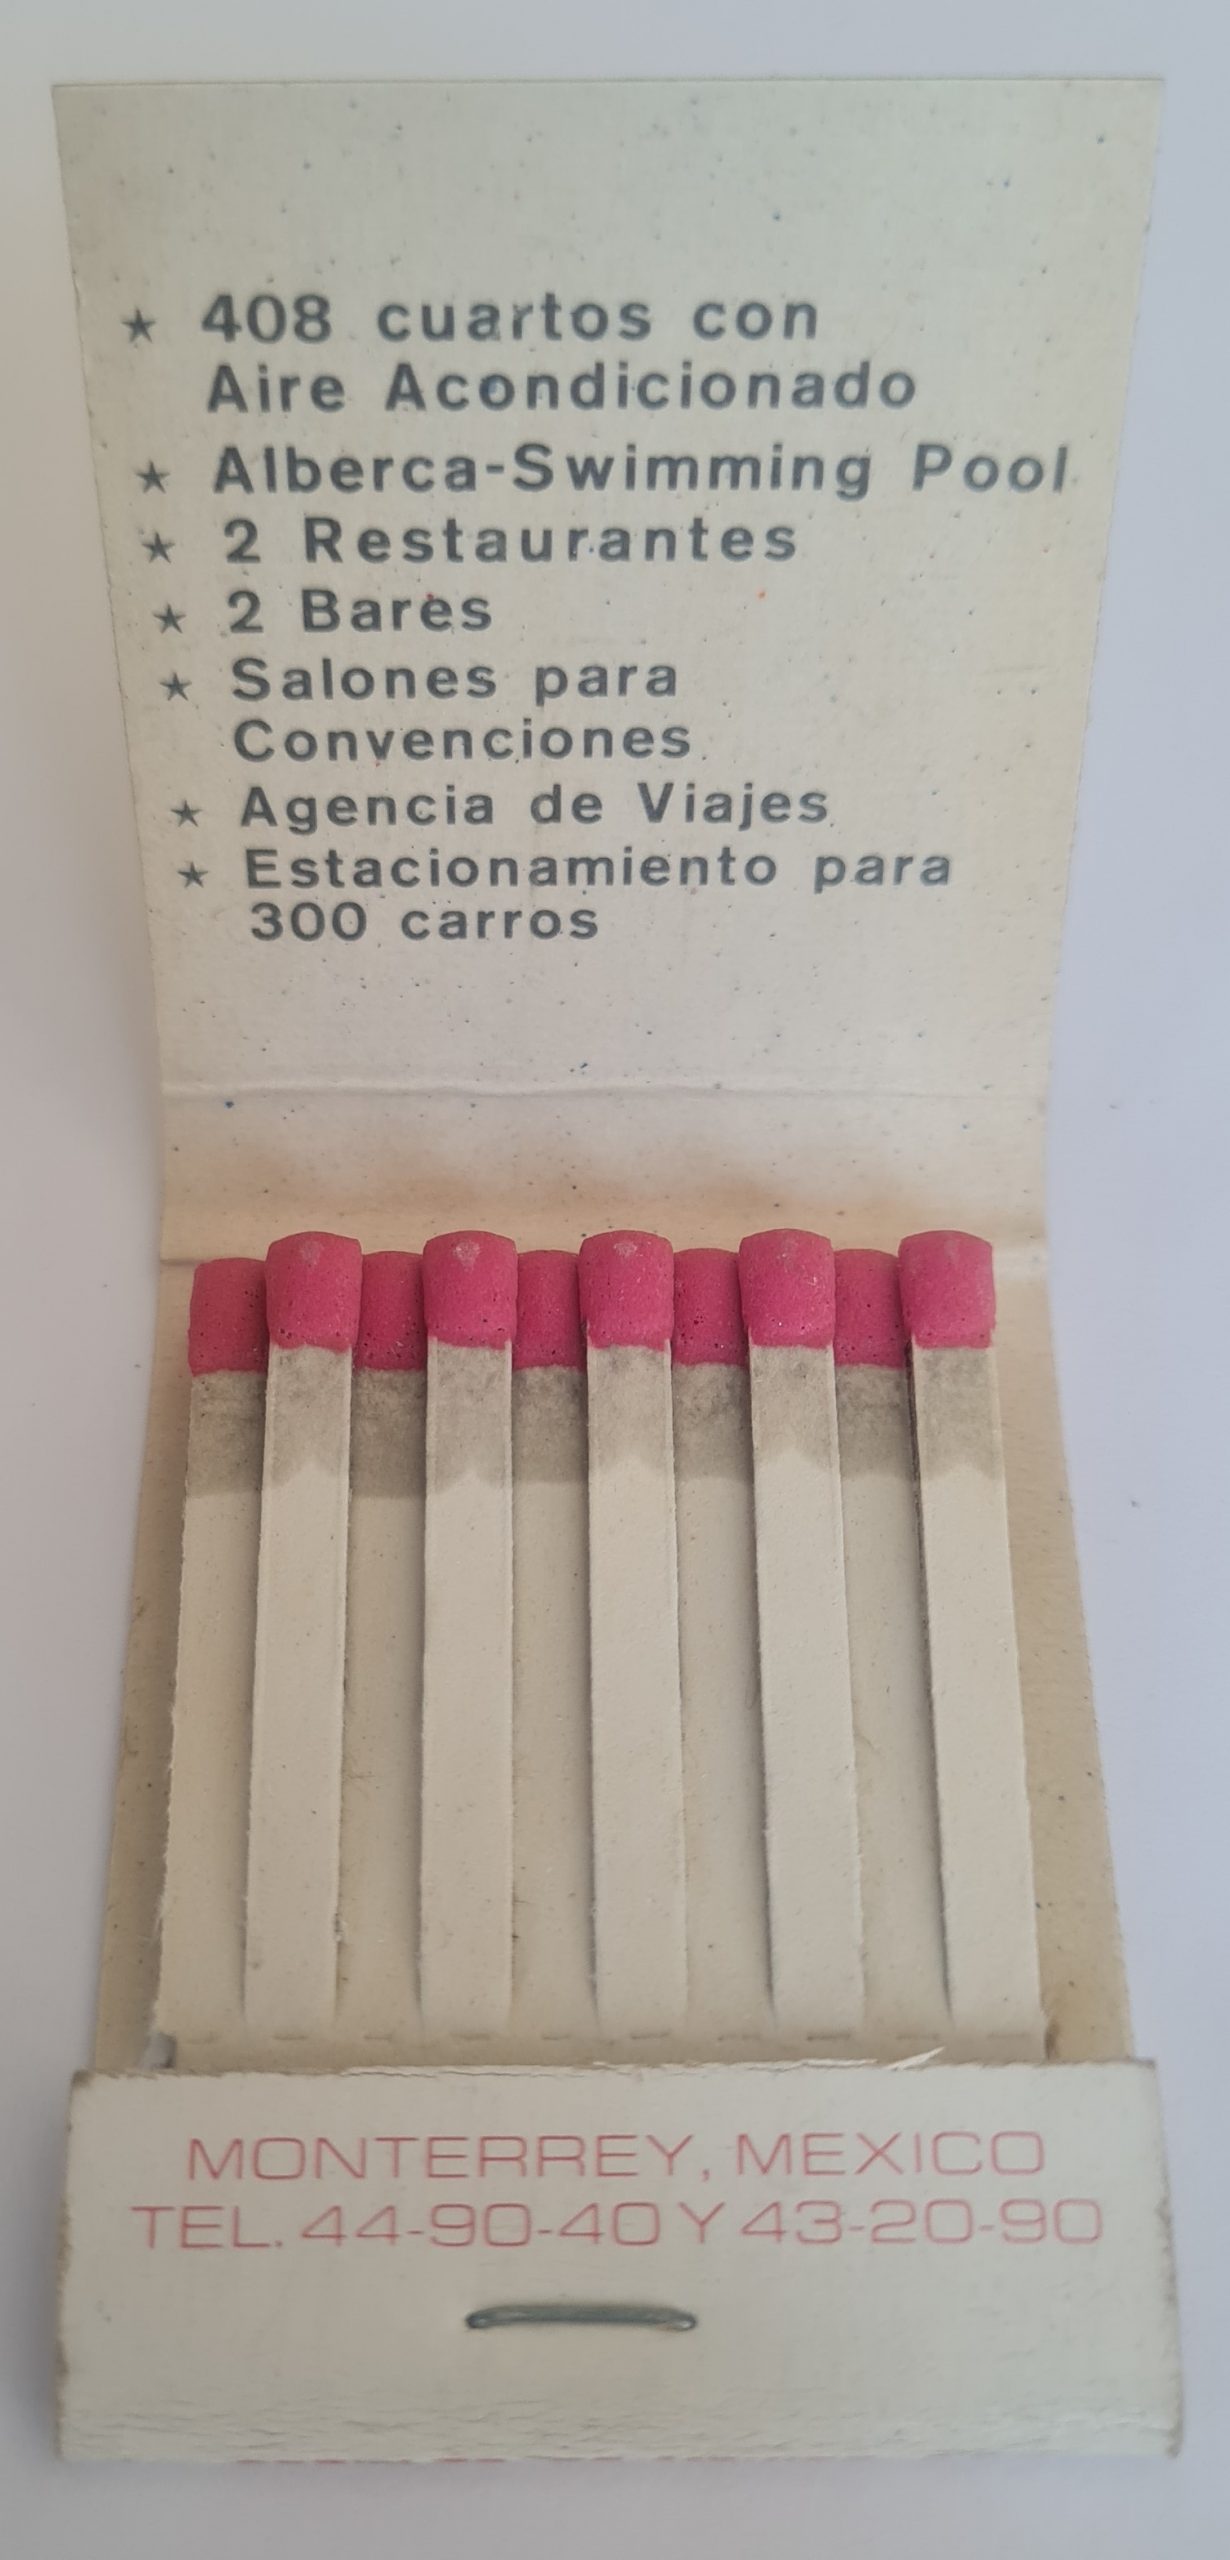 ★ 408 cuartos con
Aire Acondicionado
★ Alberca-Swimming Pool
★ 2 Restaurantes
★ 2 Bares
★ Salones para
Convenciones
★ Agencia de Viajes
★ Estacionamiento para
300 carros
MONTERREY, MEXICO
TEL. 44-90-40 Y 43-20-90